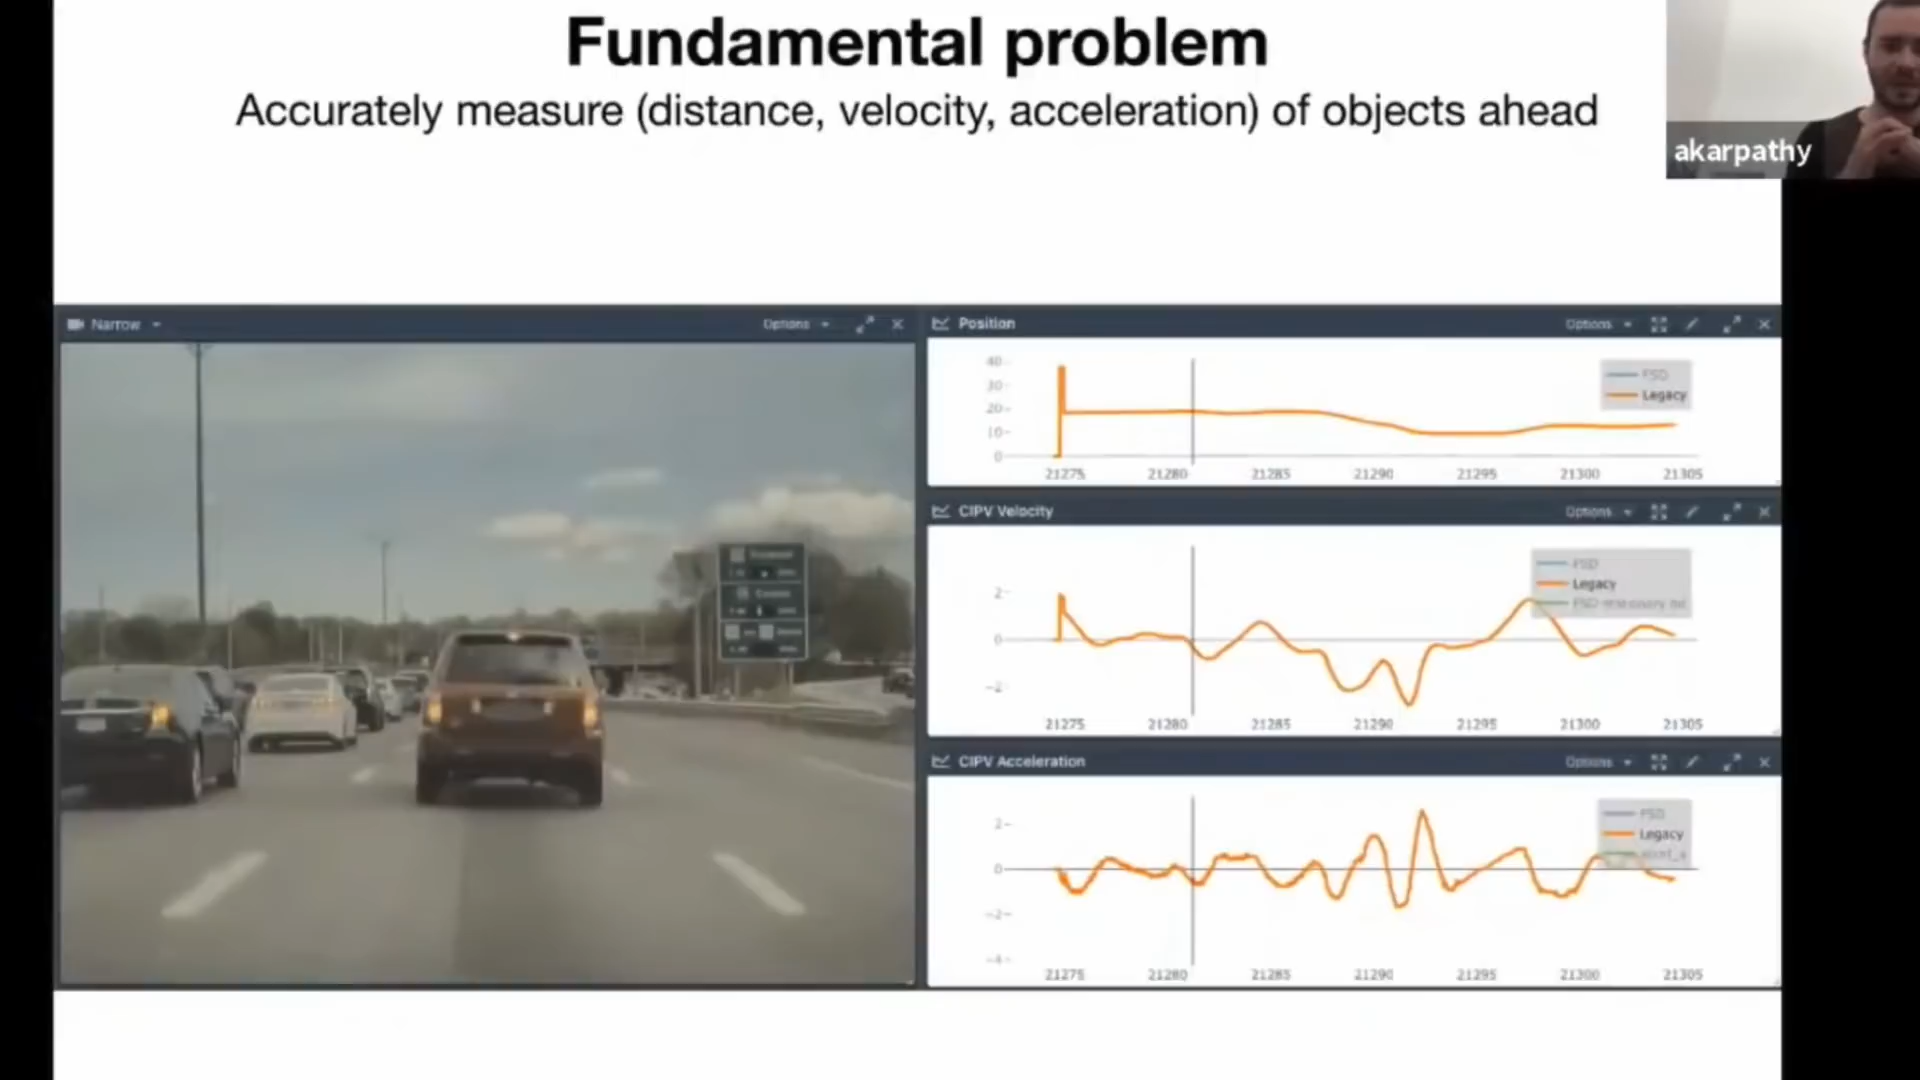 Fundamental problem
Accurately measure (distance, velocity, acceleration) of objects ahead
akarpathy
Narrow
Options
Position
Options
40
30
20
10
0
21275 21280 21285 21290 21295 21300 21305
FSD
Legacy
CIPV Velocity
Options
2
0
-2
21275 21280 21285 21290 21295 21300 21305
FSD
Legacy
CIPV Acceleration
Options
2
0
-2
-4
21275 21280 21285 21290 21295 21300 21305
FSD
Legacy